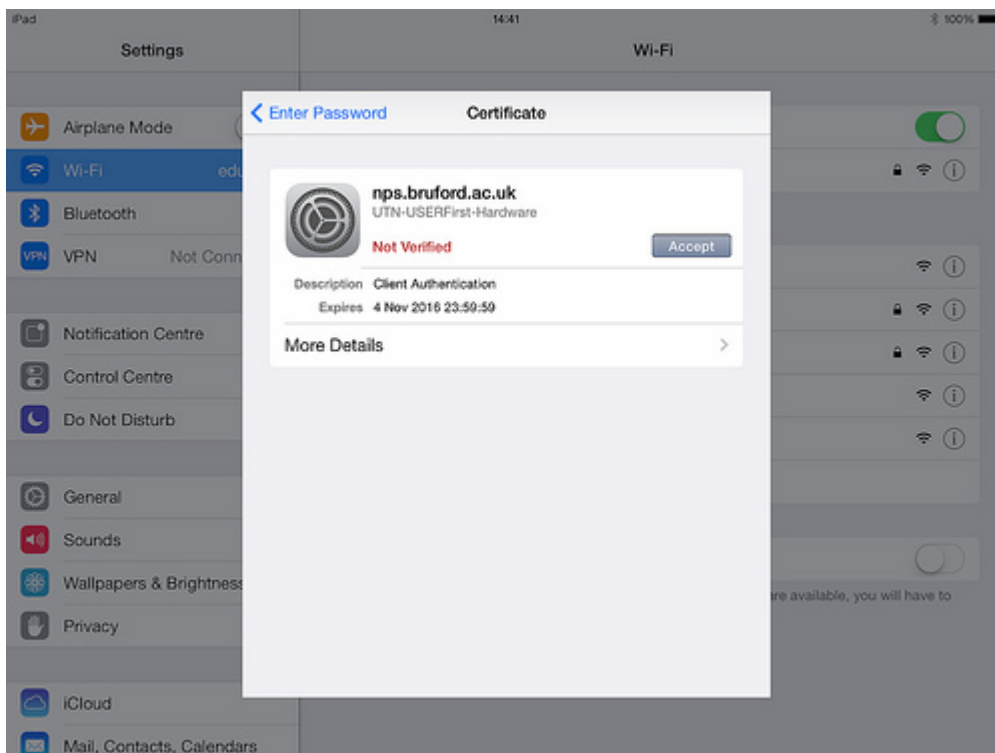 iPad 14:41 100%
Settings Wi-Fi
Enter Password Certificate
Airplane Mode
Wi-Fi edu
nps.bruford.ac.uk
UTN-USERFirst-Hardware
Bluetooth
Not Verified Accept
VPN VPN Not Conn
Description Client Authentication
Expires 4 Nov 2016 23:59:59
Notification Centre
More Details
Control Centre
Do Not Disturb
General
Sounds
Wallpapers & Brightness
are available, you will have to
Privacy
iCloud
Mail, Contacts, Calendars